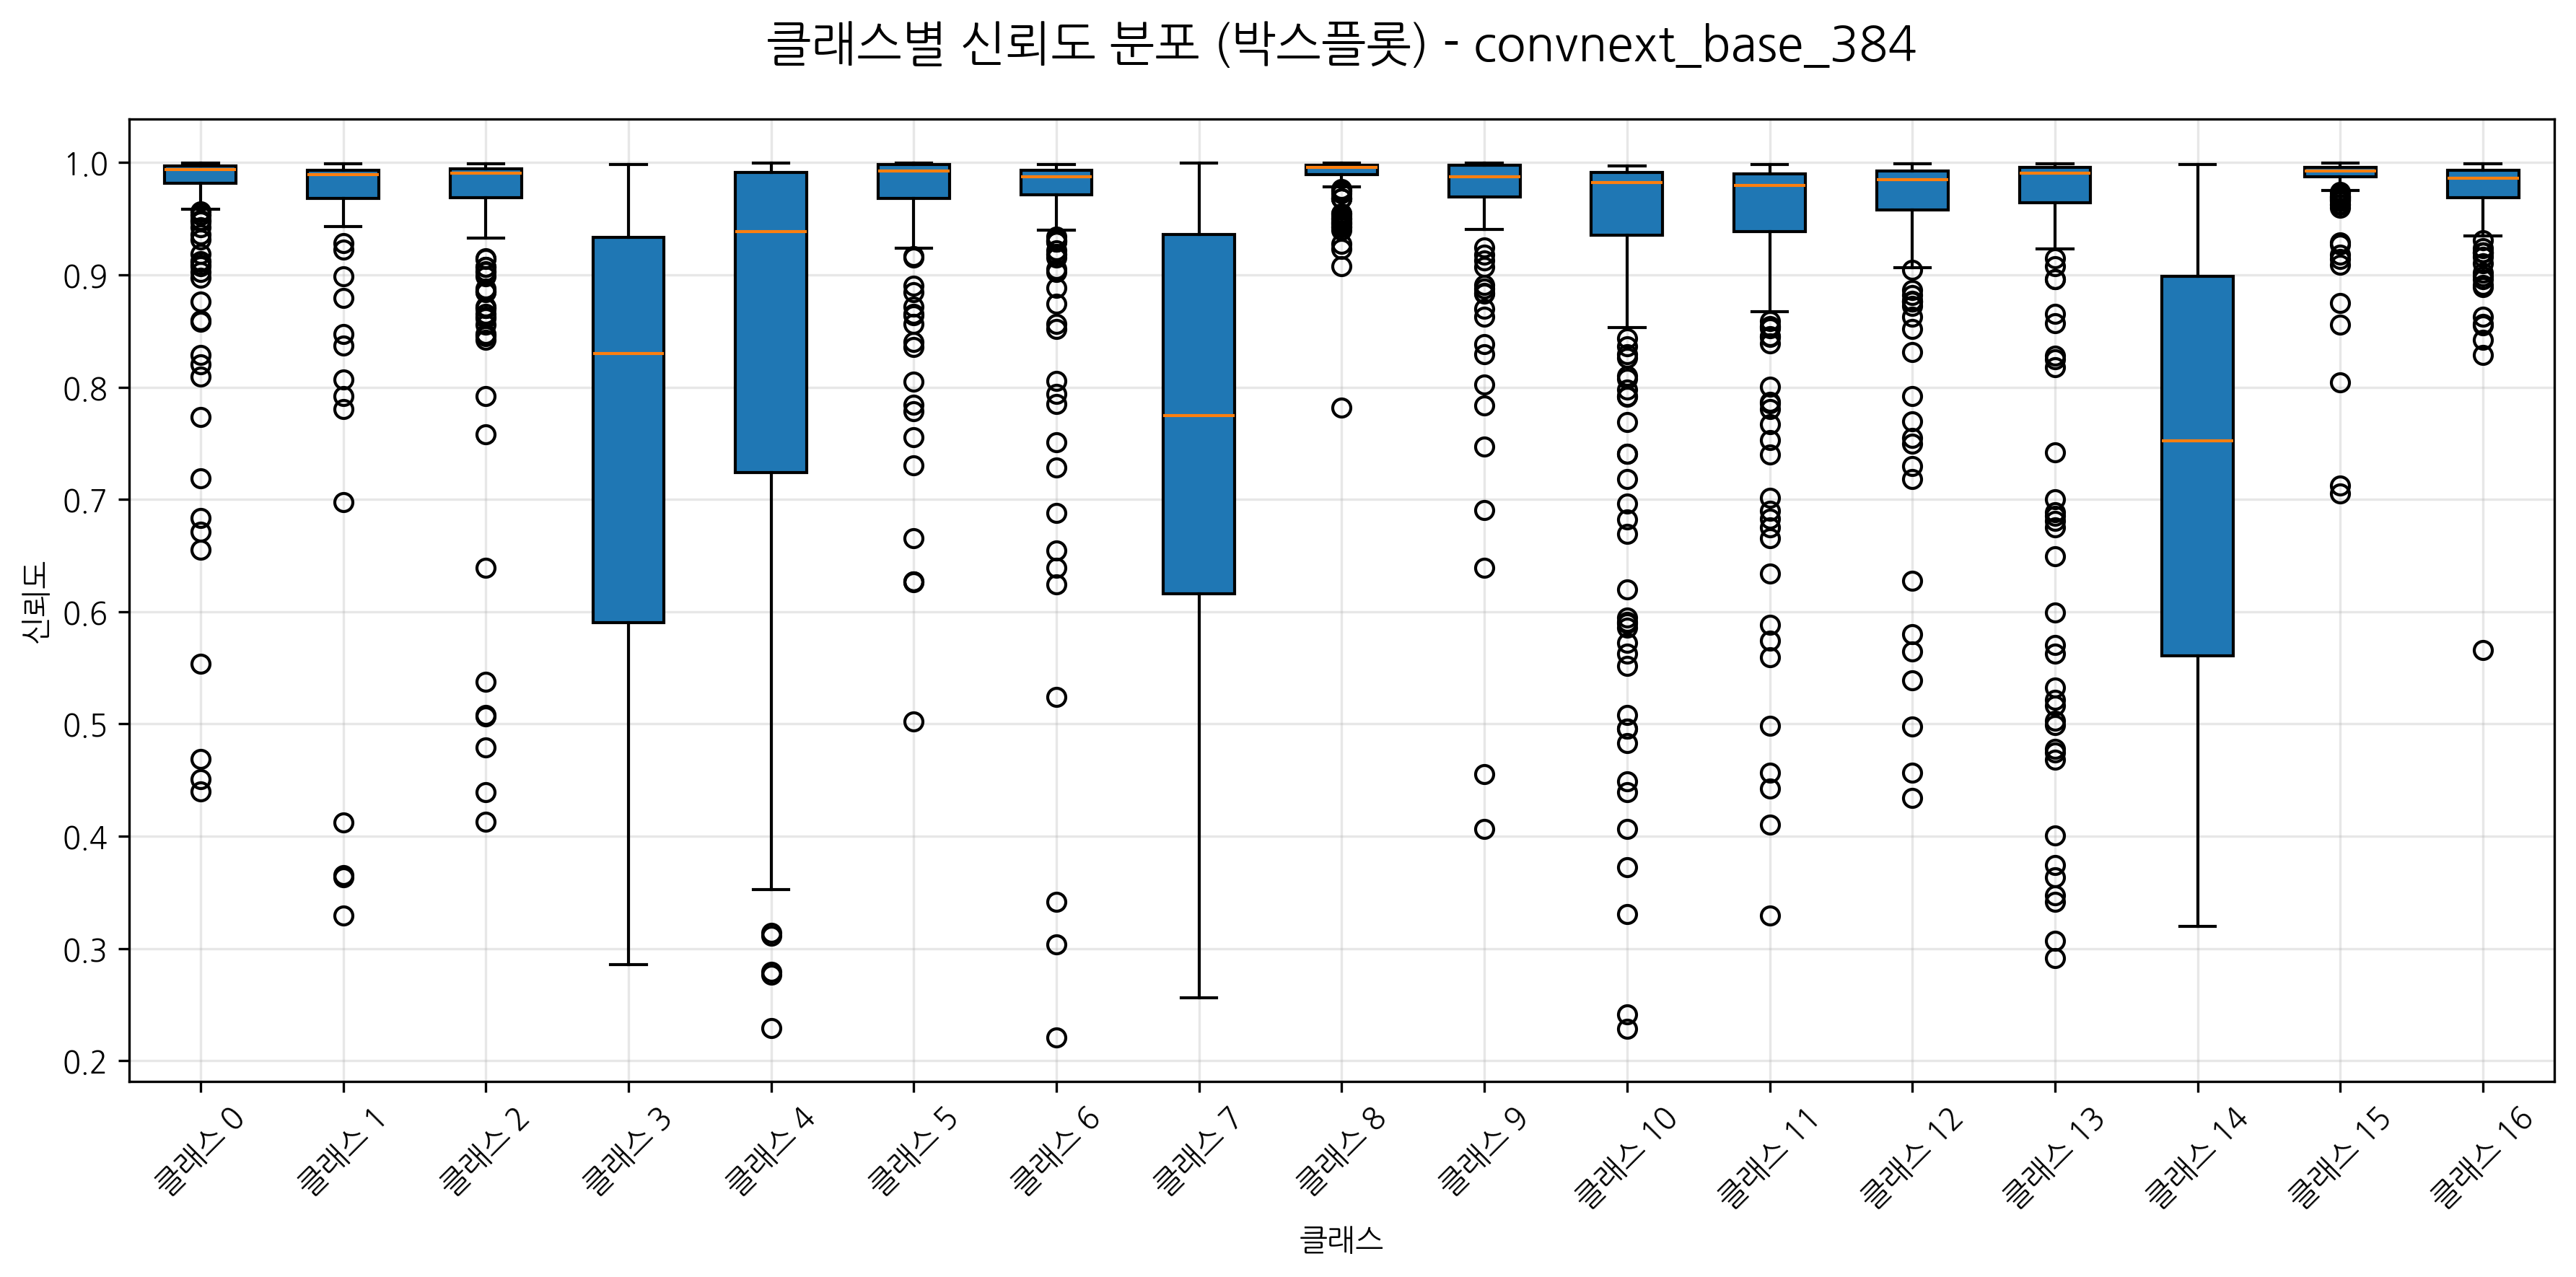 클래스별 신뢰도 분포 (박스플롯) - convnext_base_384
신뢰도
1.0
0.9
0.8
0.7
0.6
0.5
0.4
0.3
0.2
클래스 0
클래스 1
클래스 2
클래스 3
클래스 4
클래스 5
클래스 6
클래스 7
클래스 8
클래스 9
클래스 10
클래스 11
클래스 12
클래스 13
클래스 14
클래스 15
클래스 16
클래스